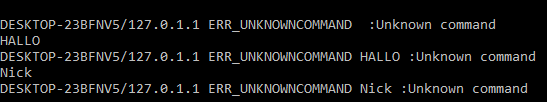 DESKTOP-23BFNV5/127.0.1.1 ERR_UNKNOWNCOMMAND  :Unknown command
HALLO
DESKTOP-23BFNV5/127.0.1.1 ERR_UNKNOWNCOMMAND HALLO :Unknown command
Nick
DESKTOP-23BFNV5/127.0.1.1 ERR_UNKNOWNCOMMAND Nick :Unknown command